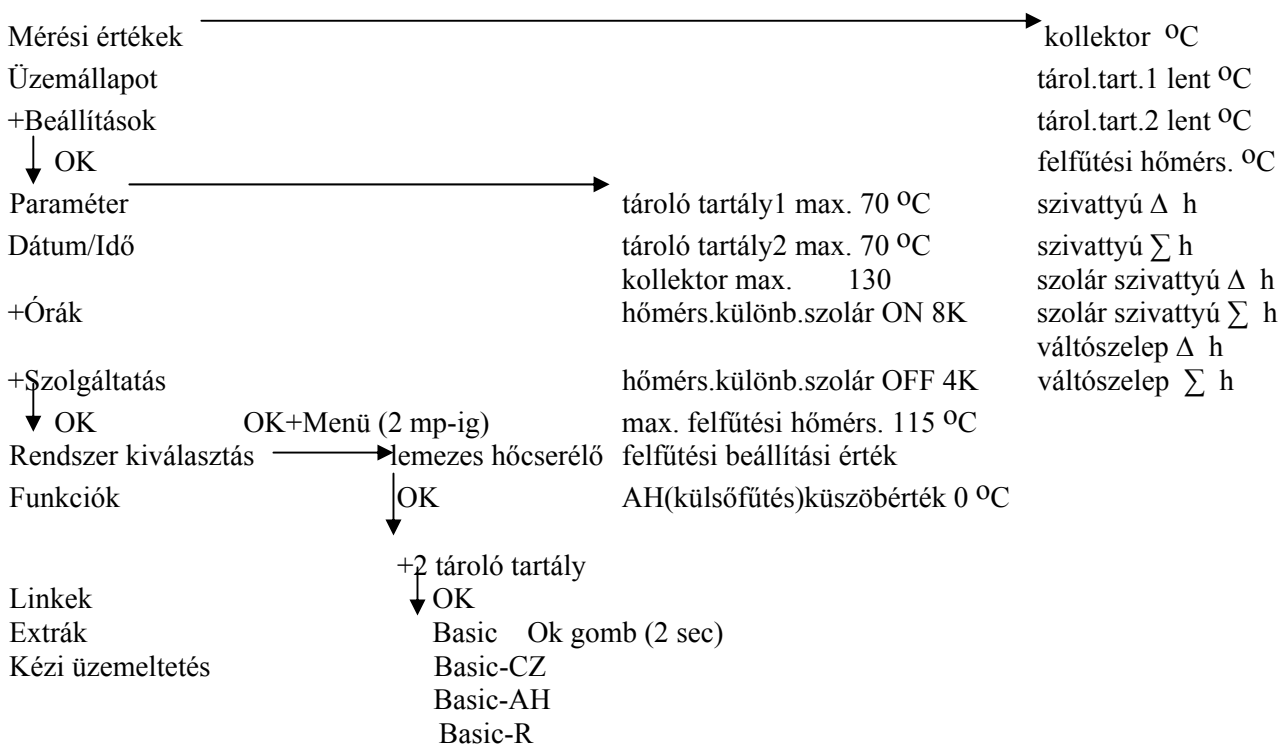 Mérési értékek kollektor ºC
Üzemállapot tárol.tart.1 lent ºC
+Beállítások tárol.tart.2 lent ºC
OK felfűtési hőmérs. ºC
Paraméter tároló tartály1 max. 70 ºC szivattyú ∆ h
Dátum/Idő tároló tartály2 max. 70 ºC szivattyú ∑ h
kollektor max. 130 szolár szivattyú ∆ h
+Órák hőmérs.különb.szolár ON 8K szolár szivattyú ∑ h
váltószelep ∆ h
+Szolgáltatás hőmérs.különb.szolár OFF 4K váltószelep ∑ h
OK OK+Menü (2 mp-ig) max. felfűtési hőmérs. 115 ºC
Rendszer kiválasztás lemezes hőcserélő felfűtési beállítási érték
Funkciók OK AH(külsőfűtés)küszöbérték 0 ºC
+2 tároló tartály
Linkek OK
Extrák Basic Ok gomb (2 sec)
Kézi üzemeltetés Basic-CZ
Basic-AH
Basic-R